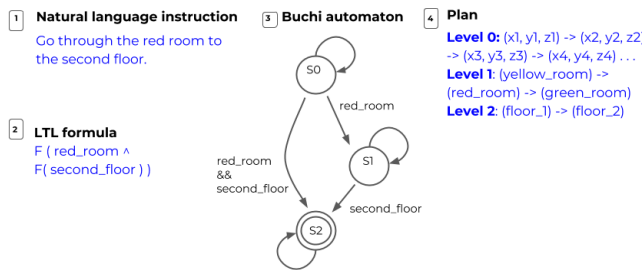 1 Natural language instruction
Go through the red room to
the second floor.
2 LTL formula
F ( red_room ∧
F( second_floor ) )
3 Buchi automaton
S0
red_room
S1
red_room
&&
second_floor
second_floor
S2
4 Plan
Level 0: (x1, y1, z1) -> (x2, y2, z2)
-> (x3, y3, z3) -> (x4, y4, z4) . . .
Level 1: (yellow_room) ->
(red_room) -> (green_room)
Level 2: (floor_1) -> (floor_2)